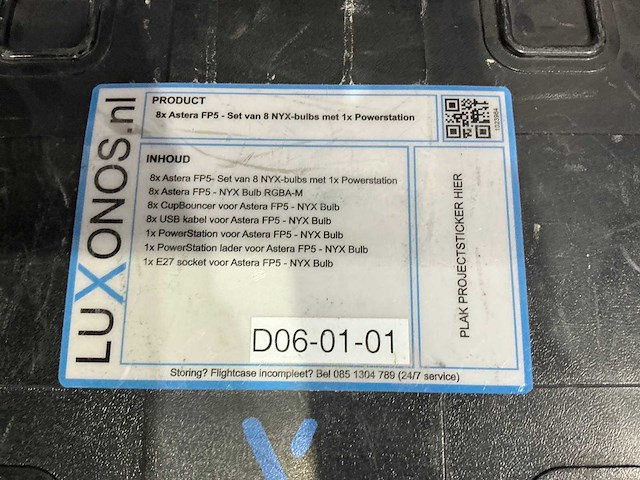 LUXONOS.nl
PRODUCT
8x Astera FP5 - Set van 8 NYX-bulbs met 1x Powerstation
1023984
INHOUD
8x Astera FP5- Set van 8 NYX-bulbs met 1x Powerstation
8x Astera FP5 - NYX Bulb RGBA-M
8x CupBouncer voor Astera FP5 - NYX Bulb
8x USB kabel voor Astera FP5 - NYX Bulb
1x PowerStation voor Astera FP5 - NYX Bulb
1x PowerStation lader voor Astera FP5 - NYX Bulb
1x E27 socket voor Astera FP5 - NYX Bulb
PLAK PROJECTSTICKER HIER
D06-01-01
Storing? Flightcase incompleet? Bel 085 1304 789 (24/7 service)